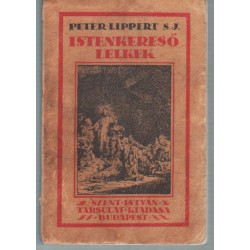 PETER LIPPERT S.J.
ISTENKERESŐ
LELKEK
SZENT ISTVÁN
TÁRSULAT KIADÁSA
BUDAPEST